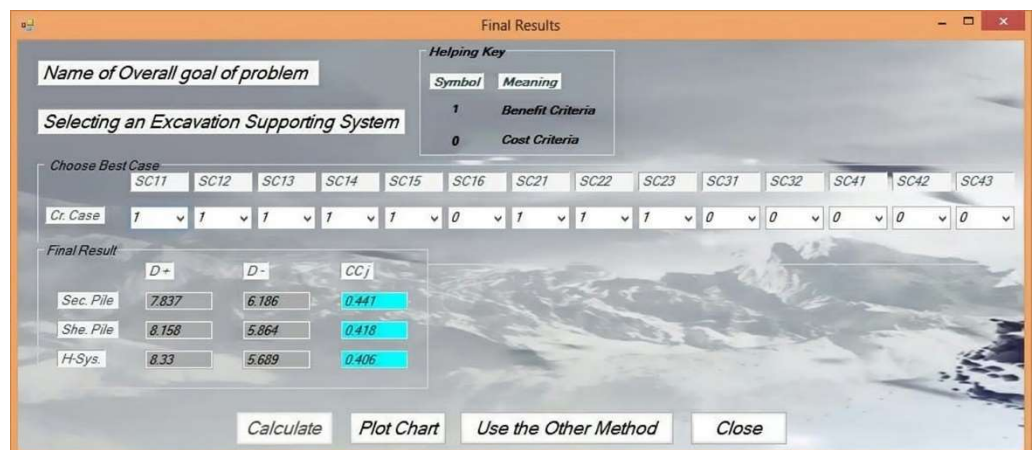 Final Results
Name of Overall goal of problem
Selecting an Excavation Supporting System
Helping Key
Symbol Meaning
1 Benefit Criteria
0 Cost Criteria
Choose Best Case
SC11 SC12 SC13 SC14 SC15 SC16 SC21 SC22 SC23 SC31 SC32 SC41 SC42 SC43
Cr. Case 1 1 1 1 1 0 1 1 1 0 0 0 0 0
Final Result
D+ D- CCj
Sec. Pile 7.837 6.186 0.441
She. Pile 8.158 5.864 0.418
H-Sys. 8.33 5.689 0.406
Calculate Plot Chart Use the Other Method Close